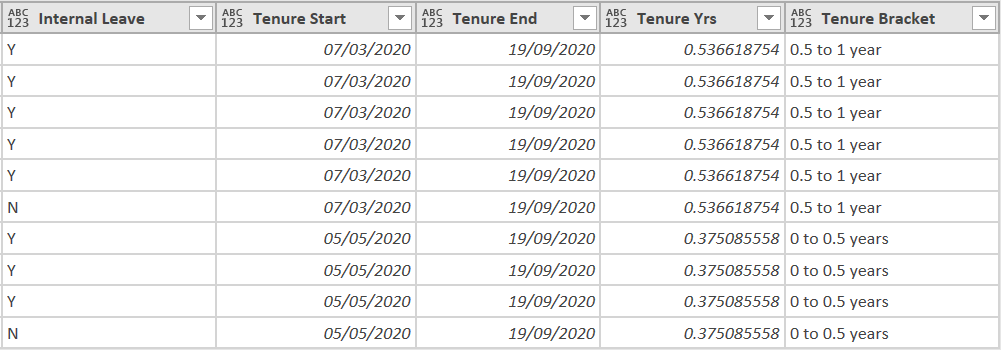 ABC 123 Internal Leave ABC 123 Tenure Start ABC 123 Tenure End ABC 123 Tenure Yrs ABC 123 Tenure Bracket
Y 07/03/2020 19/09/2020 0.536618754 0.5 to 1 year
Y 07/03/2020 19/09/2020 0.536618754 0.5 to 1 year
Y 07/03/2020 19/09/2020 0.536618754 0.5 to 1 year
Y 07/03/2020 19/09/2020 0.536618754 0.5 to 1 year
Y 07/03/2020 19/09/2020 0.536618754 0.5 to 1 year
N 07/03/2020 19/09/2020 0.536618754 0.5 to 1 year
Y 05/05/2020 19/09/2020 0.375085558 0 to 0.5 years
Y 05/05/2020 19/09/2020 0.375085558 0 to 0.5 years
Y 05/05/2020 19/09/2020 0.375085558 0 to 0.5 years
N 05/05/2020 19/09/2020 0.375085558 0 to 0.5 years